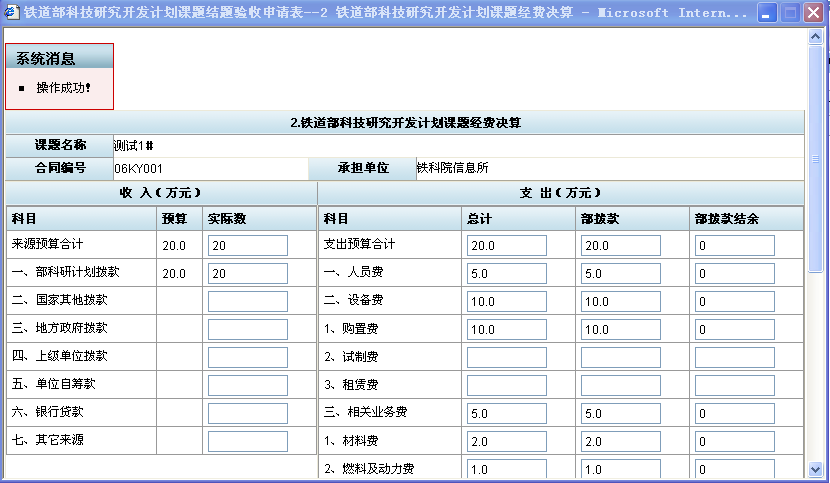 铁道部科技研究开发计划课题结题验收申请表--2 铁道部科技研究开发计划课题经费决算 - Microsoft Intern...
系统消息
操作成功!
2.铁道部科技研究开发计划课题经费决算
课题名称 测试1#
合同编号 06KY001 承担单位 铁科院信息所
收 入(万元) 支 出(万元)
科目 预算 实际数 科目 总计 部拨款 部拨款结余
来源预算合计 20.0 20 支出预算合计 20.0 20.0 0
一、部科研计划拨款 20.0 20 一、人员费 5.0 5.0 0
二、国家其他拨款 二、设备费 10.0 10.0 0
三、地方政府拨款 1、购置费 10.0 10.0 0
四、上级单位拨款 2、试制费
五、单位自筹款 3、租赁费
六、银行贷款 三、相关业务费 5.0 5.0 0
七、其它来源 1、材料费 2.0 2.0 0
2、燃料及动力费 1.0 1.0 0